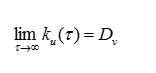 lim k_u(τ) = D_v
τ→∞